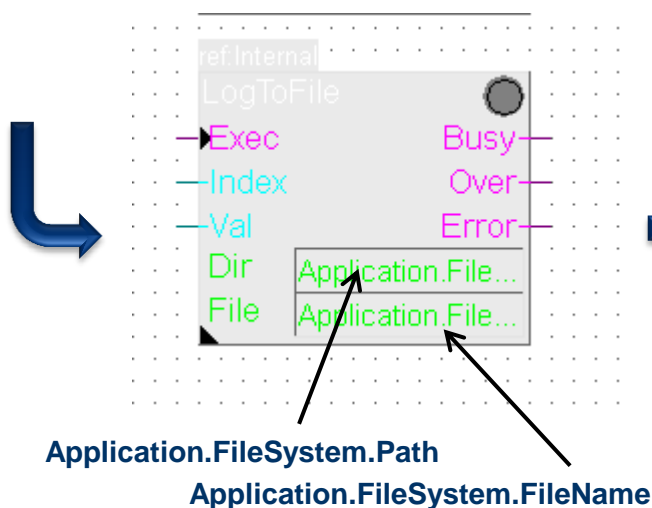 ref:Internal
LogToFile
Exec Busy
Index Over
Val Error
Dir Application.File...
File Application.File...
Application.FileSystem.Path
Application.FileSystem.FileName